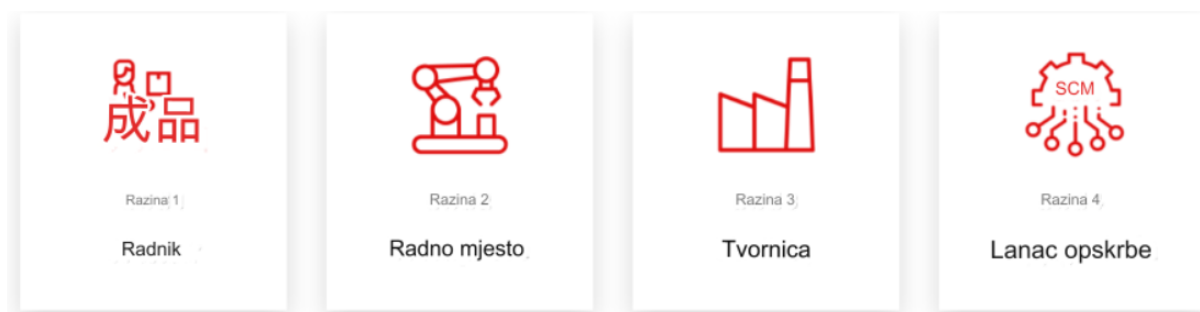 成品
SCM
Razina 1
Razina 2
Razina 3
Razina 4
Radnik
Radno mjesto
Tvornica
Lanac opskrbe